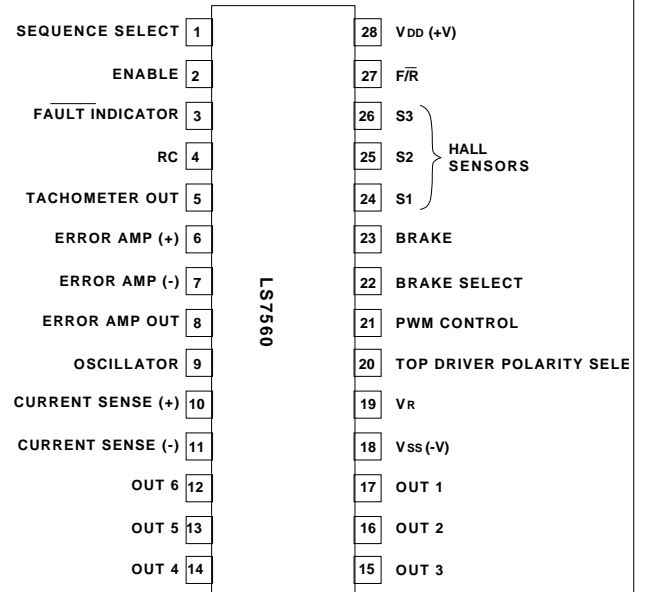 SEQUENCE SELECT 1
ENABLE 2
FAULT INDICATOR 3
RC 4
TACHOMETER OUT 5
ERROR AMP (+) 6
ERROR AMP (-) 7
ERROR AMP OUT 8
OSCILLATOR 9
CURRENT SENSE (+) 10
CURRENT SENSE (-) 11
OUT 6 12
OUT 5 13
OUT 4 14
LS7560
28 VDD (+V)
27 F/R̅
26 S3
25 S2
24 S1
HALL
SENSORS
23 BRAKE
22 BRAKE SELECT
21 PWM CONTROL
20 TOP DRIVER POLARITY SELE
19 VR
18 VSS (-V)
17 OUT 1
16 OUT 2
15 OUT 3